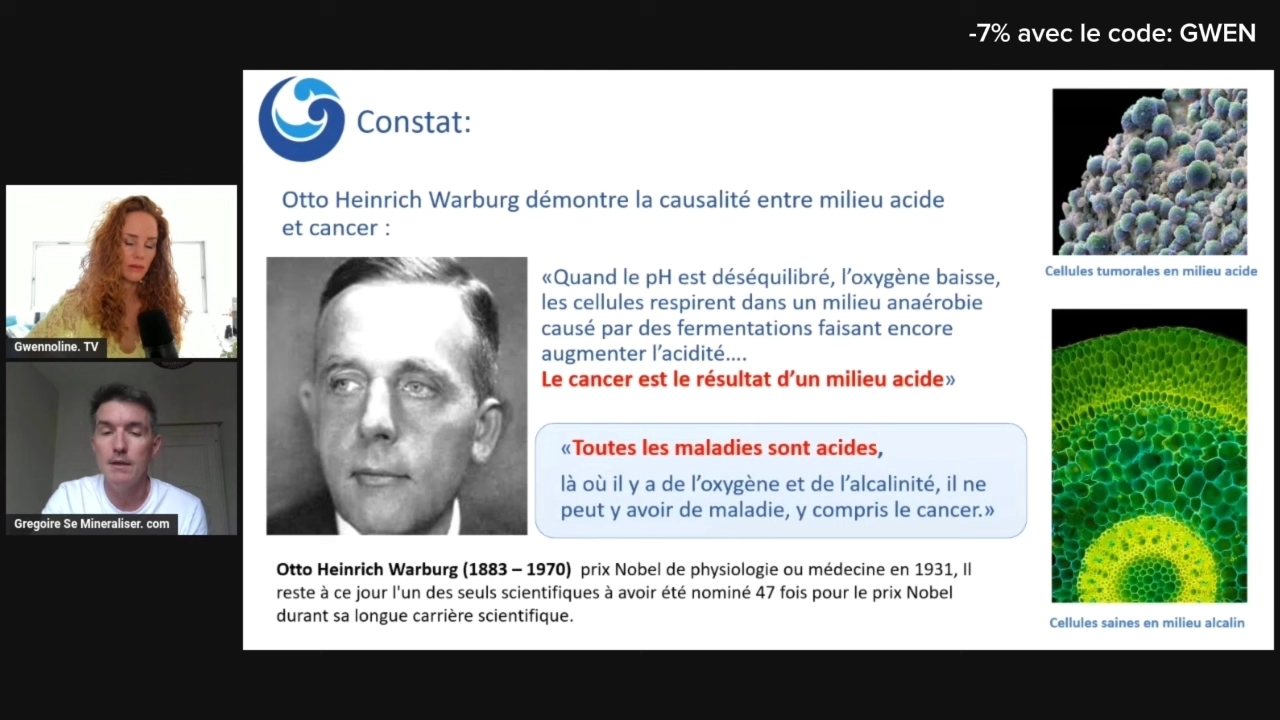 -7% avec le code: GWEN
Constat:
Otto Heinrich Warburg démontre la causalité entre milieu acide
et cancer :
«Quand le pH est déséquilibré, l’oxygène baisse,
les cellules respirent dans un milieu anaérobie
causé par des fermentations faisant encore
augmenter l’acidité….
Le cancer est le résultat d’un milieu acide»
«Toutes les maladies sont acides,
là où il y a de l’oxygène et de l’alcalinité, il ne
peut y avoir de maladie, y compris le cancer.»
Otto Heinrich Warburg (1883 – 1970) prix Nobel de physiologie ou médecine en 1931, Il
reste à ce jour l'un des seuls scientifiques à avoir été nominé 47 fois pour le prix Nobel
durant sa longue carrière scientifique.
Cellules tumorales en milieu acide
Cellules saines en milieu alcalin
Gwennoline. TV
Gregoire Se Mineraliser. com